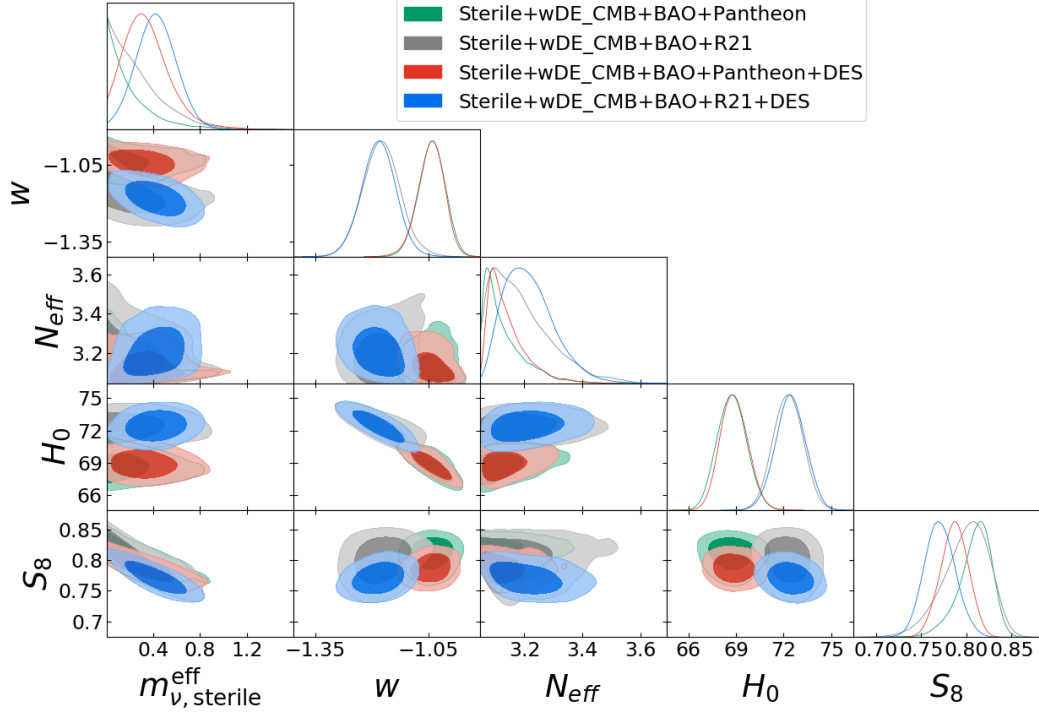 Sterile+wDE_CMB+BAO+Pantheon
Sterile+wDE_CMB+BAO+R21
Sterile+wDE_CMB+BAO+Pantheon+DES
Sterile+wDE_CMB+BAO+R21+DES
w
−1.05
−1.35
N_eff
3.6
3.4
3.2
H_0
75
72
69
66
S_8
0.85
0.8
0.75
0.7
0.4 0.8 1.2
−1.35 −1.05
3.2 3.4 3.6
66 69 72 75
0.70 0.75 0.80 0.85
m^eff_ν, sterile
w
N_eff
H_0
S_8